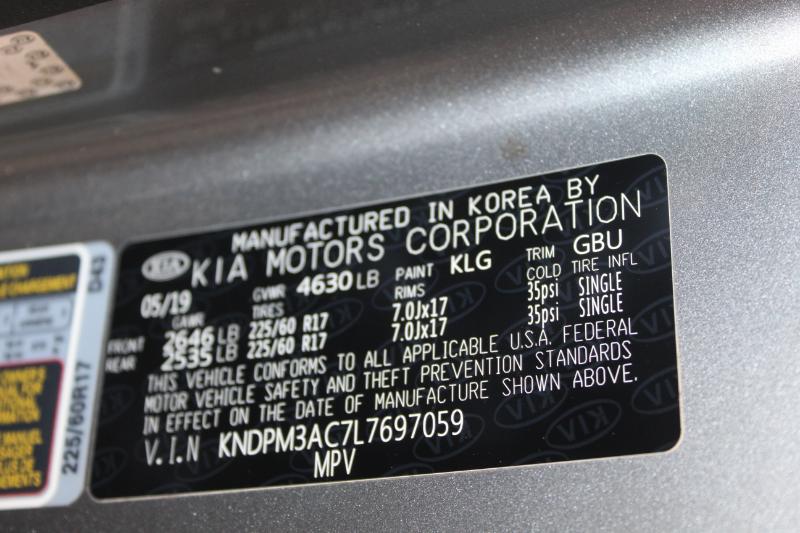 MANUFACTURED IN KOREA BY
KIA KIA MOTORS CORPORATION
05/19 GVWR 4630 LB PAINT KLG TRIM GBU
GAWR TIRES RIMS COLD TIRE INFL
FRONT 2646 LB 225/60 R17 7.0Jx17 35psi SINGLE
REAR 2535 LB 225/60 R17 7.0Jx17 35psi SINGLE
THIS VEHICLE CONFORMS TO ALL APPLICABLE U.S.A. FEDERAL
MOTOR VEHICLE SAFETY AND THEFT PREVENTION STANDARDS
IN EFFECT ON THE DATE OF MANUFACTURE SHOWN ABOVE.
V.I.N KNDPM3AC7L7697059
MPV
D43
225/60R17